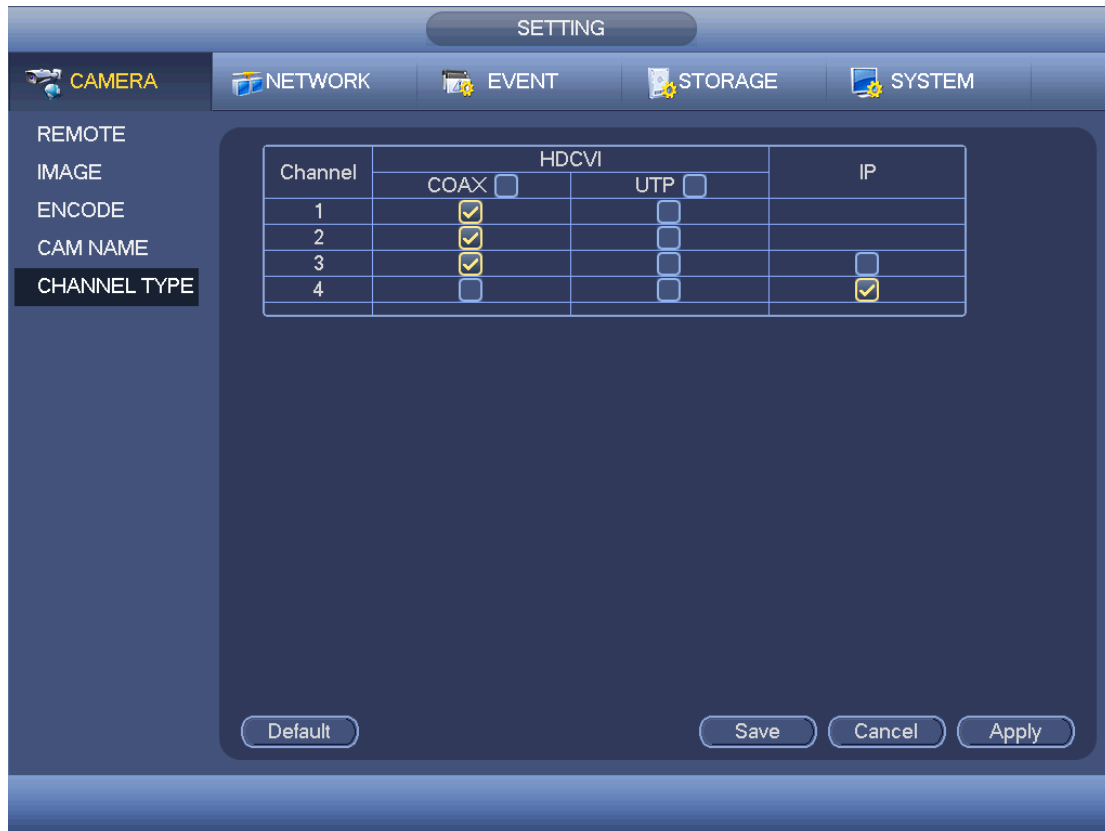 SETTING
CAMERA NETWORK EVENT STORAGE SYSTEM
REMOTE
IMAGE
ENCODE
CAM NAME
CHANNEL TYPE
Channel HDCVI IP
COAX UTP
1
2
3
4
Default Save Cancel Apply